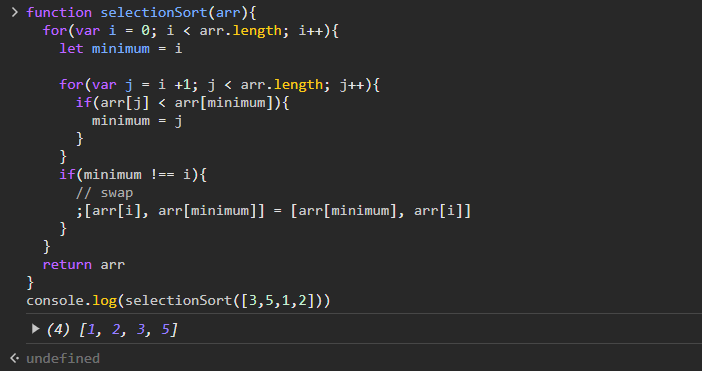 function selectionSort(arr){
for(var i = 0; i < arr.length; i++){
let minimum = i
for(var j = i +1; j < arr.length; j++){
if(arr[j] < arr[minimum]){
minimum = j
}
}
if(minimum !== i){
// swap
;[arr[i], arr[minimum]] = [arr[minimum], arr[i]]
}
}
return arr
}
console.log(selectionSort([3,5,1,2]))
(4) [1, 2, 3, 5]
undefined